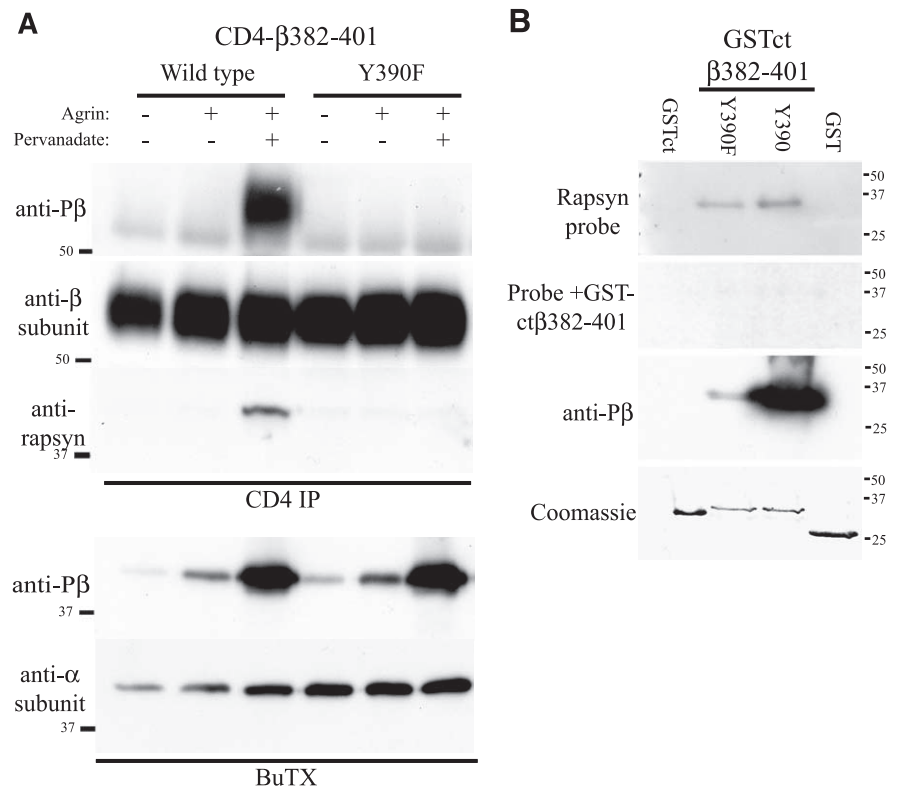 A
CD4-β382-401
Wild type Y390F
Agrin: - + + - + +
Pervanadate: - - + - - +
anti-Pβ
50
anti-β
subunit
50
anti-
rapsyn
37
CD4 IP
anti-Pβ
37
anti-α
subunit
37
BuTX
B
GSTct
β382-401
GSTct Y390F Y390 GST
Rapsyn
probe
50
37
25
Probe +GST-
ctβ382-401
50
37
25
anti-Pβ
50
37
25
Coomassie
50
37
25